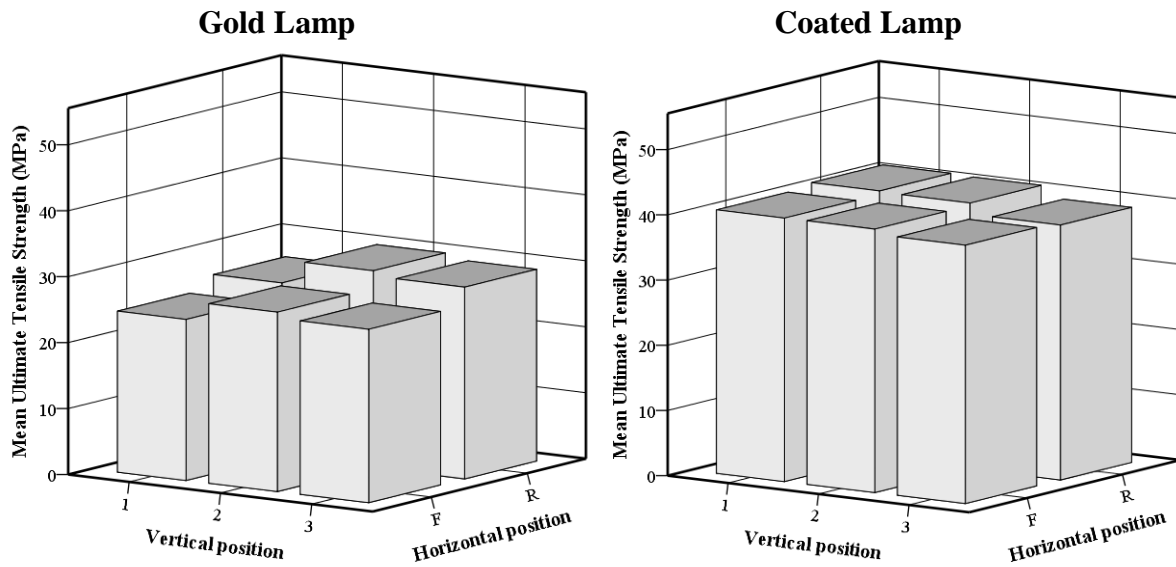 Gold Lamp
Mean Ultimate Tensile Strength (MPa)
50
40
30
20
10
0
1
2
3
Vertical position
F
R
Horizontal position
Coated Lamp
Mean Ultimate Tensile Strength (MPa)
50
40
30
20
10
0
1
2
3
Vertical position
F
R
Horizontal position